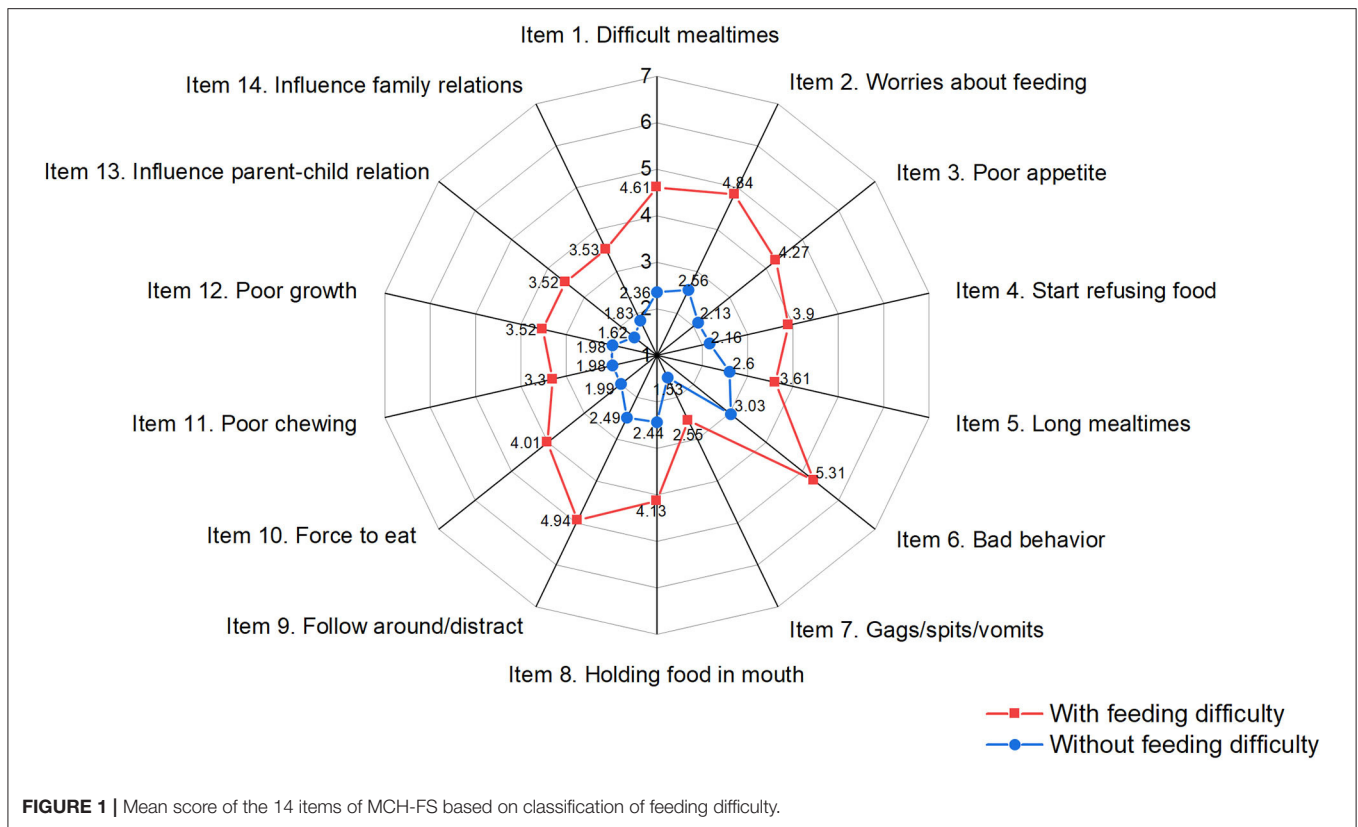 Item 1. Difficult mealtimes
Item 14. Influence family relations
7
Item 2. Worries about feeding
6
Item 13. Influence parent-child relation
5
Item 3. Poor appetite
4.61
4.84
4
3.53
4.27
3
3.52
Item 12. Poor growth
2.36
2.56
Item 4. Start refusing food
1.83
2
2.13
3.9
3.52
1.62
2.16
1.98
1
1.98
2.6
3.3
3.61
1.99
1.53
3.03
Item 11. Poor chewing
2.49
2.44
2.55
Item 5. Long mealtimes
4.01
5.31
4.94
4.13
Item 10. Force to eat
Item 6. Bad behavior
Item 9. Follow around/distract
Item 7. Gags/spits/vomits
Item 8. Holding food in mouth
With feeding difficulty
Without feeding difficulty
FIGURE 1 | Mean score of the 14 items of MCH-FS based on classification of feeding difficulty.